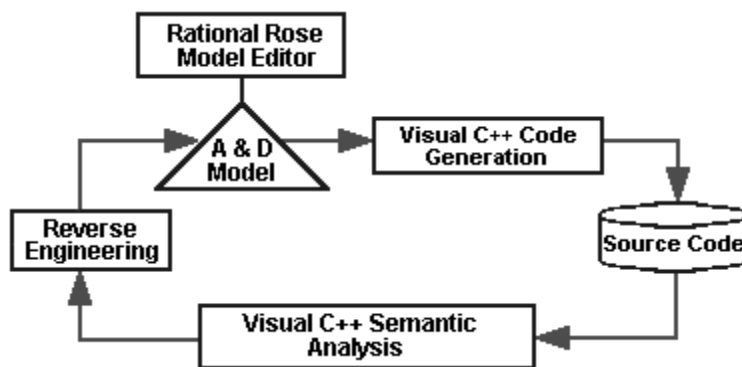 Rational Rose
Model Editor
A & D
Model
Visual C++ Code
Generation
Reverse
Engineering
Source Code
Visual C++ Semantic
Analysis